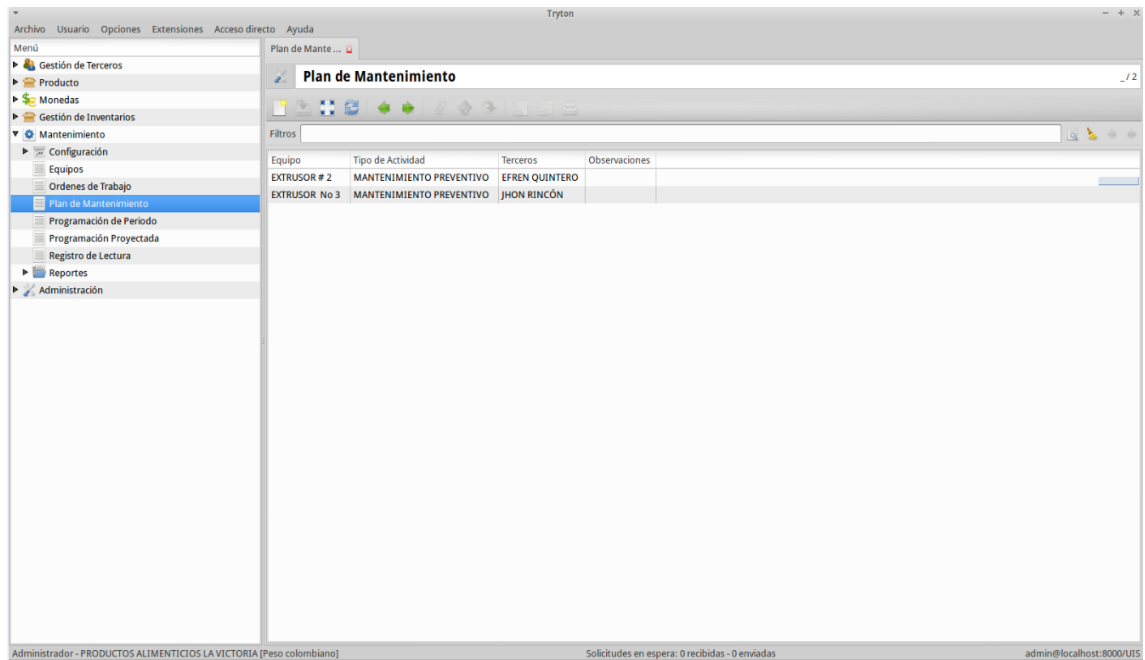 Tryton
Archivo Usuario Opciones Extensiones Acceso directo Ayuda
Menú
Gestión de Terceros
Producto
Monedas
Gestión de Inventarios
Mantenimiento
Configuración
Equipos
Ordenes de Trabajo
Plan de Mantenimiento
Programación de Periodo
Programación Proyectada
Registro de Lectura
Reportes
Administración
Plan de Mante...
Plan de Mantenimiento
_/2
Filtros
Equipo Tipo de Actividad Terceros Observaciones
EXTRUSOR # 2 MANTENIMIENTO PREVENTIVO EFREN QUINTERO
EXTRUSOR No 3 MANTENIMIENTO PREVENTIVO JHON RINCÓN
Administrador - PRODUCTOS ALIMENTICIOS LA VICTORIA [Peso colombiano] Solicitudes en espera: 0 recibidas - 0 enviadas admin@localhost:8000/UIS